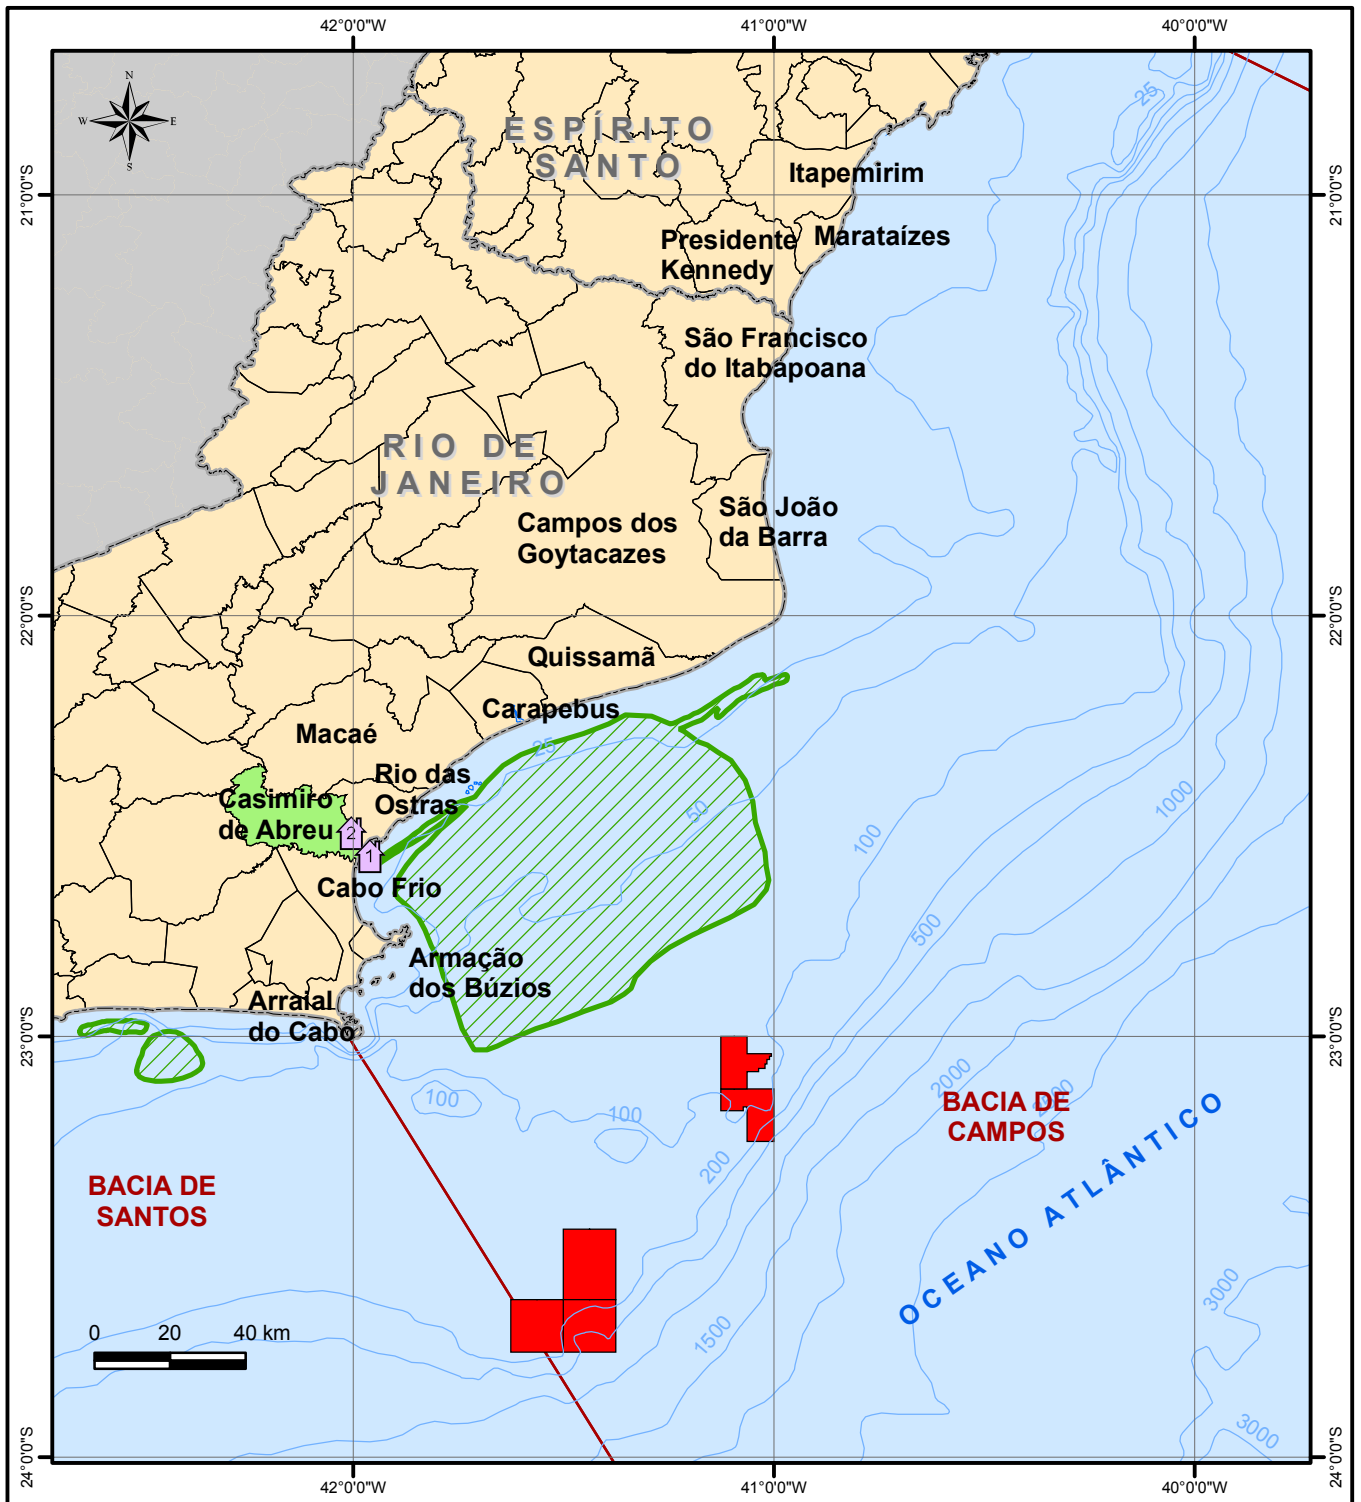 42°0'0"W
41°0'0"W
40°0'0"W
N
W
E
S
25
ESPÍRITO
SANTO
Itapemirim
21°0'0"S
21°0'0"S
Presidente
Kennedy
Marataízes
São Francisco
do Itabapoana
RIO DE
JANEIRO
São João
da Barra
Campos dos
Goytacazes
22°0'0"S
22°0'0"S
Quissamã
Carapebus
Macaé
25
Rio das
Ostras
Casimiro
de Abreu
2
1
50
100
1000
Cabo Frio
500
Armação
dos Búzios
Arraial
do Cabo
23°0'0"S
23°0'0"S
100
100
2000
BACIA DE
CAMPOS
200
OCEANO ATLÂNTICO
BACIA DE
SANTOS
3000
1500
0
20
40 km
3000
24°0'0"S
24°0'0"S
42°0'0"W
41°0'0"W
40°0'0"W